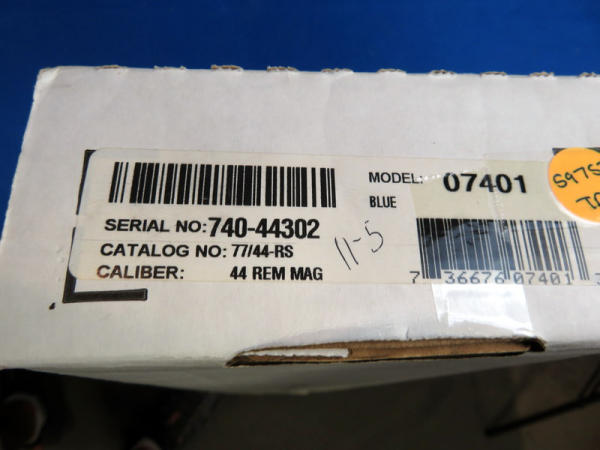 MODEL: 07401
BLUE
SERIAL NO: 740-44302
CATALOG NO: 77/44-RS
CALIBER: 44 REM MAG
11-5
7 36676 07401